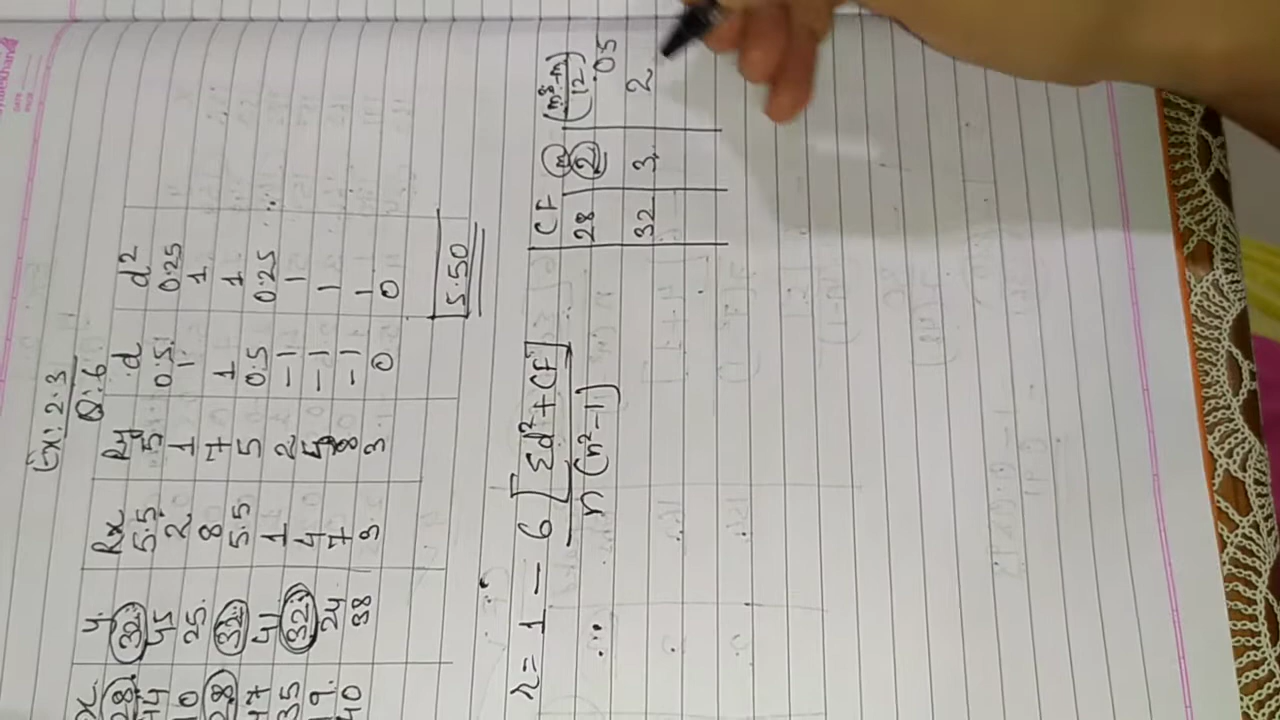 Ex: 2.3
Q: 6
x y Rx Ry d d2
28 32 5.5 5 0.5 0.25
44 45 2 1 1 1
10 25 8 7 1 1
28 32 5.5 5 0.5 0.25
47 41 1 2 -1 1
35 32 4 5 -1 1
19 24 7 8 -1 1
40 38 3 3 0 0
5.50
r = 1 - 6 [Σd2 + CF]
n (n2-1)
CF m (m3-m)
(12)
28 2 0.5
32 3 2